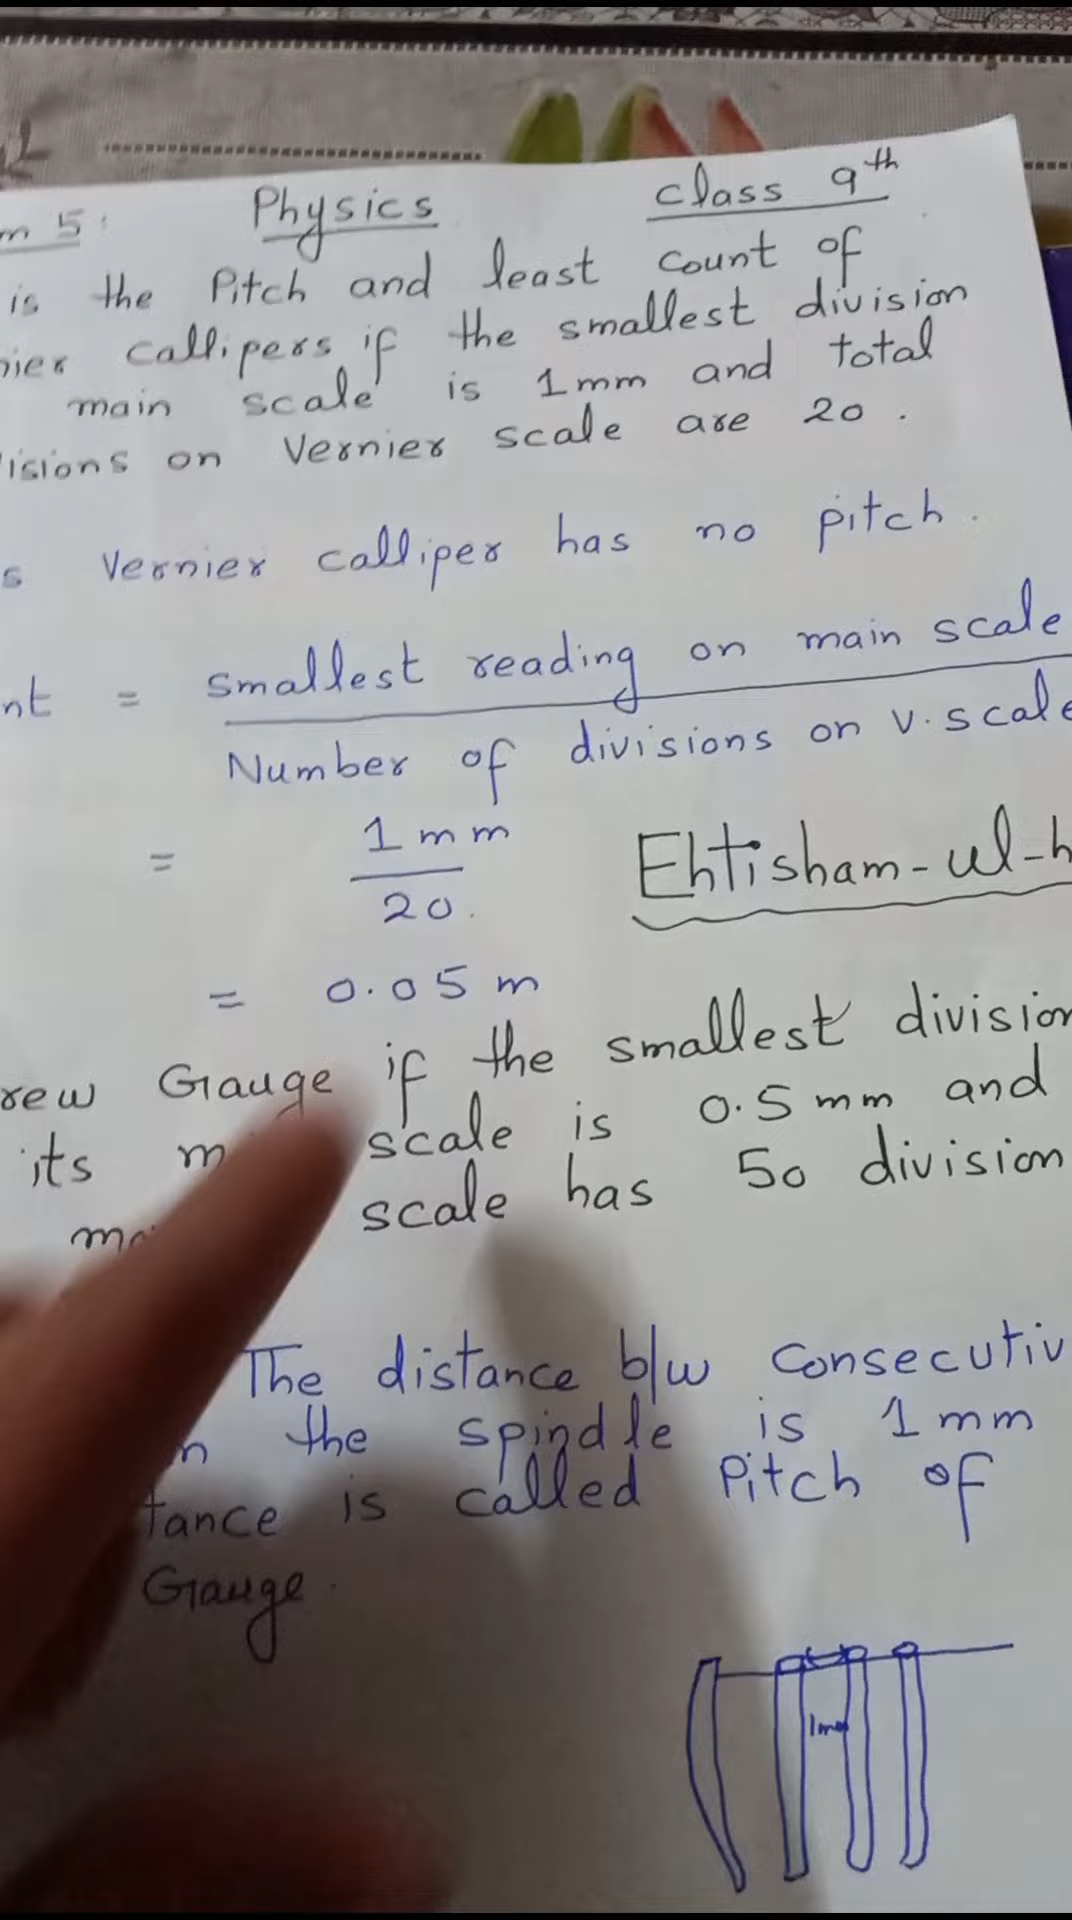 5:
Physics
class 9th
is the Pitch and least count of
callipers if the smallest division
main scale is 1mm and total
isions on Vernier scale are 20.
s Vernier calliper has no pitch.
nt = smallest reading on main scale
Number of divisions on V.scale
= 1mm
20.
Ehtisham-ul-h
= 0.05 m
rew Gauge if the smallest division
its scale is 0.5mm and
scale has 50 division
The distance b/w Consecutiv
n the spindle is 1mm
tance is called Pitch of
Gauge.
1mm